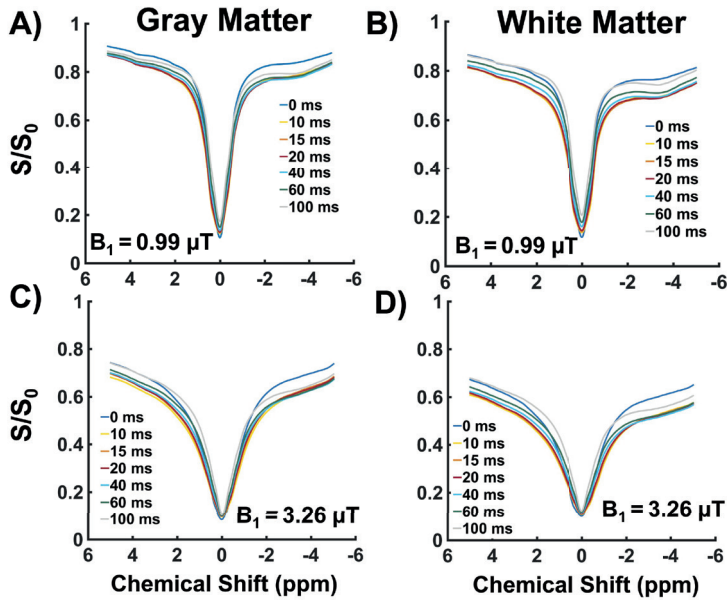 Gray Matter
White Matter
A)
S/S0
1
0.8
0.6
0.4
0.2
0
6 4 2 0 -2 -4 -6
0 ms
10 ms
15 ms
20 ms
40 ms
60 ms
100 ms
B1 = 0.99 µT
B)
1
0.8
0.6
0.4
0.2
0
6 4 2 0 -2 -4 -6
0 ms
10 ms
15 ms
20 ms
40 ms
60 ms
100 ms
B1 = 0.99 µT
C)
S/S0
1
0.8
0.6
0.4
0.2
0
6 4 2 0 -2 -4 -6
0 ms
10 ms
15 ms
20 ms
40 ms
60 ms
100 ms
B1 = 3.26 µT
Chemical Shift (ppm)
D)
1
0.8
0.6
0.4
0.2
0
6 4 2 0 -2 -4 -6
0 ms
10 ms
15 ms
20 ms
40 ms
60 ms
100 ms
B1 = 3.26 µT
Chemical Shift (ppm)